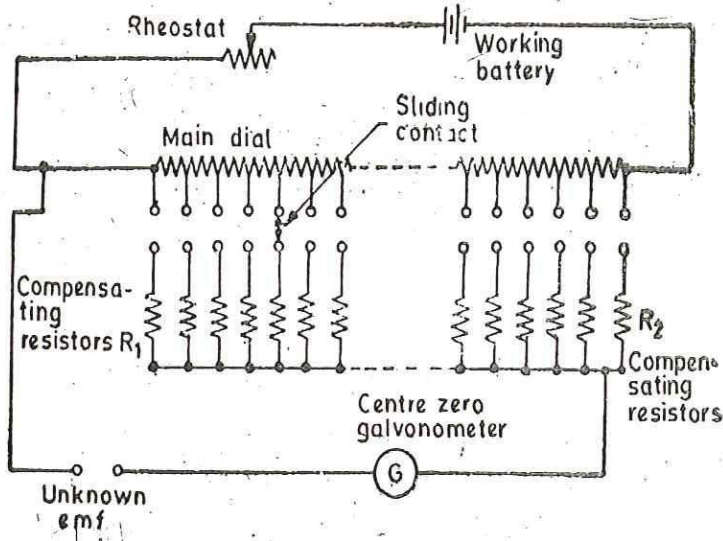 Rheostat
Working
battery
Sliding
contact
Main dial
Compensa-
ting
resistors R1
R2
Compen-
sating
resistors
Centre zero
galvonometer
G
Unknown
emf